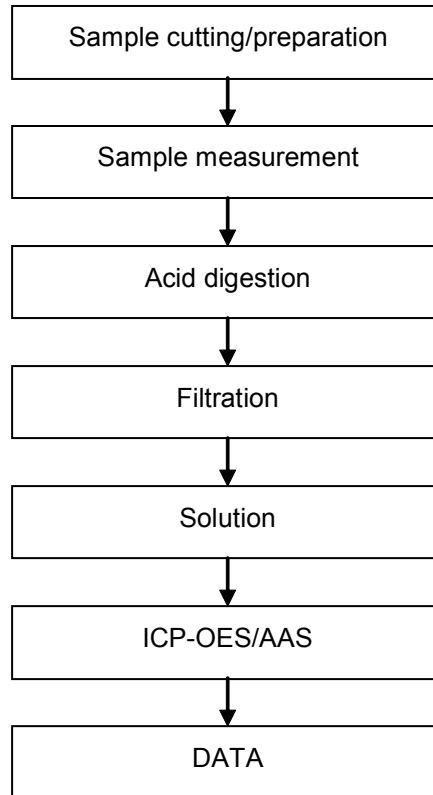 Sample cutting/preparation
Sample measurement
Acid digestion
Filtration
Solution
ICP-OES/AAS
DATA